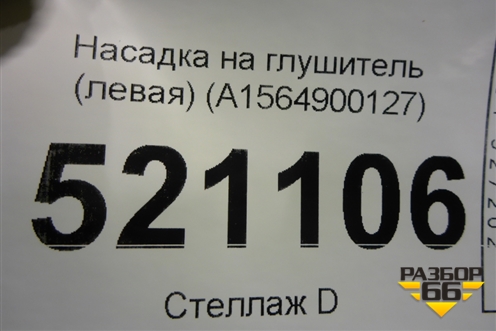 Насадка на глушитель
(левая) (A1564900127)
521106
Стеллаж D
РАЗБОР
66